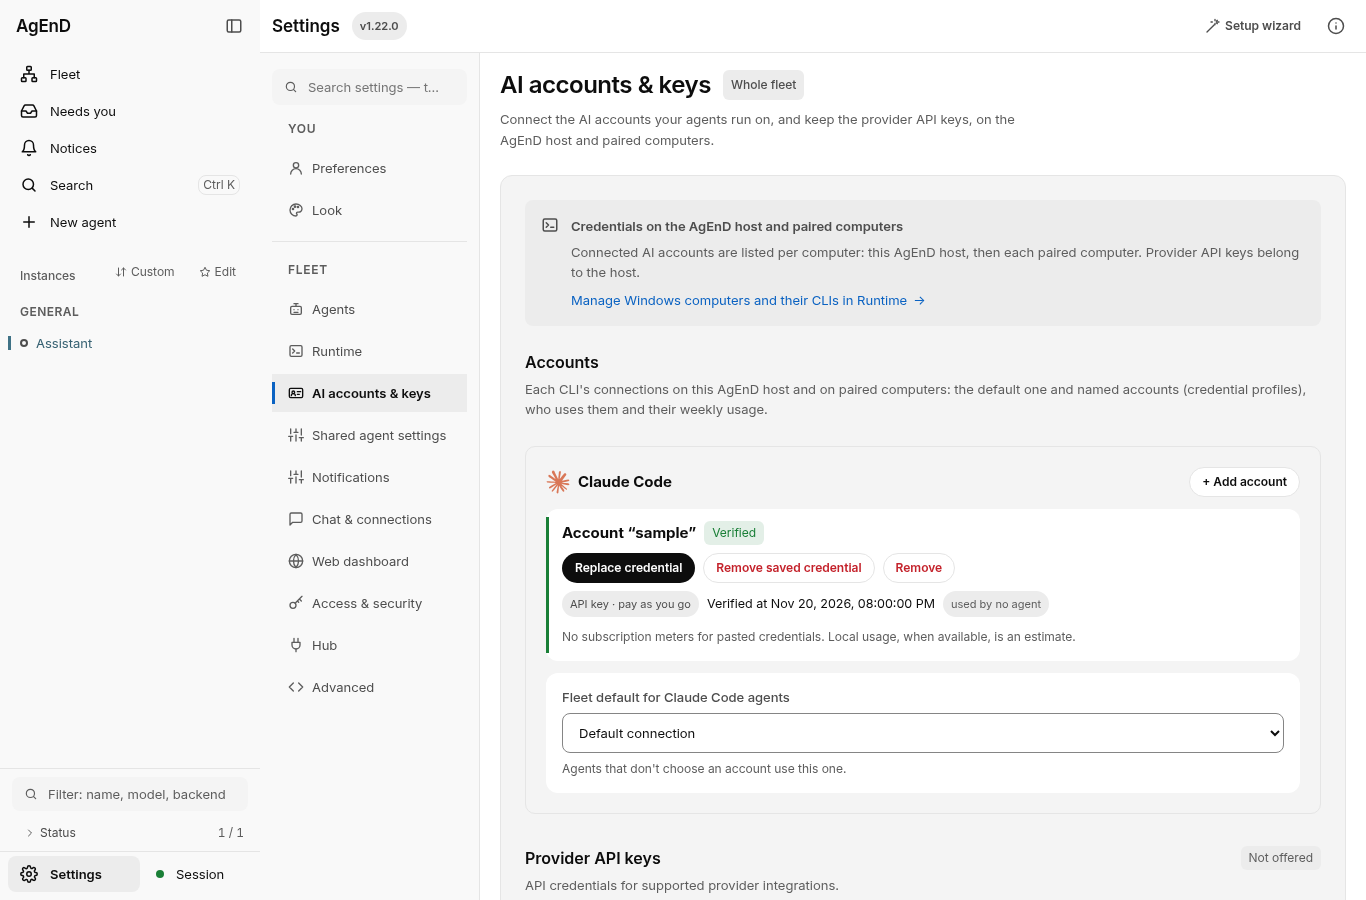 AgEnD
Fleet
Needs you
Notices
Search
Ctrl K
New agent
Instances
Custom
Edit
GENERAL
Assistant
Filter: name, model, backend
Status
1 / 1
Settings
Session
Settings
v1.22.0
Setup wizard
Search settings — t...
YOU
Preferences
Look
FLEET
Agents
Runtime
AI accounts & keys
Shared agent settings
Notifications
Chat & connections
Web dashboard
Access & security
Hub
Advanced
AI accounts & keys
Whole fleet
Connect the AI accounts your agents run on, and keep the provider API keys, on the
AgEnD host and paired computers.
Credentials on the AgEnD host and paired computers
Connected AI accounts are listed per computer: this AgEnD host, then each paired computer. Provider API keys belong
to the host.
Manage Windows computers and their CLIs in Runtime →
Accounts
Each CLI's connections on this AgEnD host and on paired computers: the default one and named accounts (credential profiles),
who uses them and their weekly usage.
Claude Code
+ Add account
Account “sample”
Verified
Replace credential
Remove saved credential
Remove
API key · pay as you go
Verified at Nov 20, 2026, 08:00:00 PM
used by no agent
No subscription meters for pasted credentials. Local usage, when available, is an estimate.
Fleet default for Claude Code agents
Default connection
Agents that don't choose an account use this one.
Provider API keys
Not offered
API credentials for supported provider integrations.